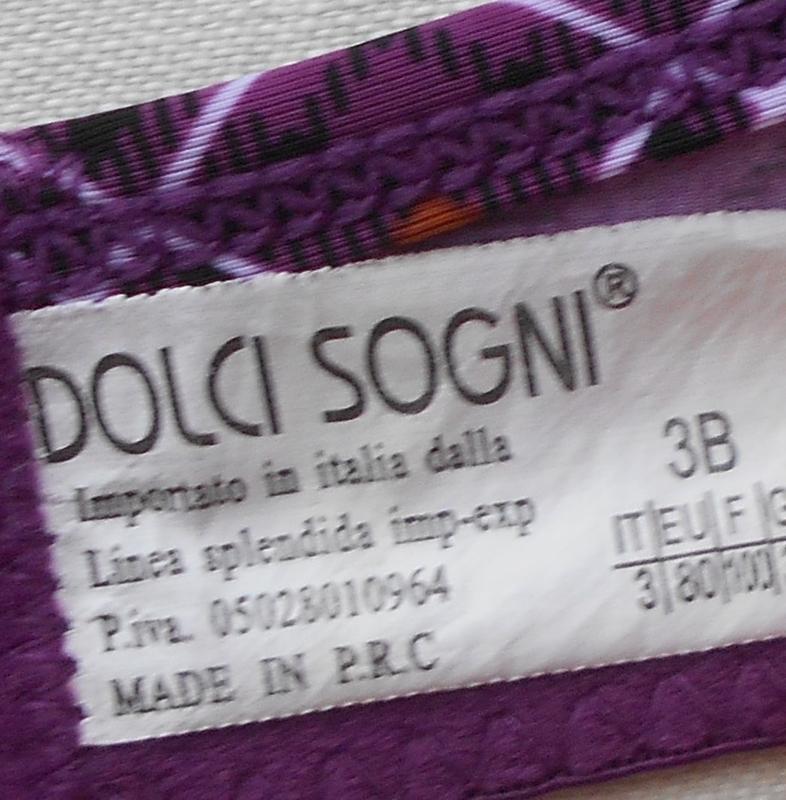 DOLCI SOGNI®
Importato in italia dalla
Linea splendida imp-exp
P.iva. 05028010964
MADE IN P.R.C
3B
IT|EU|F|G
3|80|100|